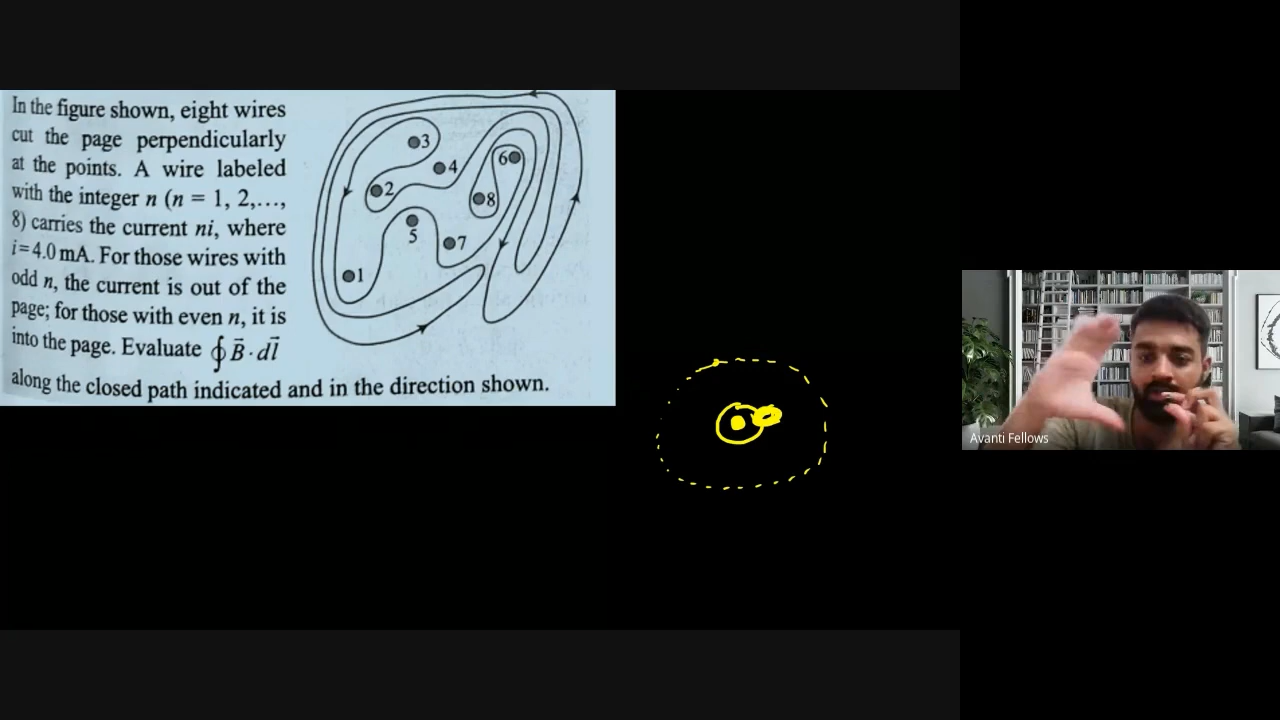 In the figure shown, eight wires
cut the page perpendicularly
at the points. A wire labeled
with the integer n (n = 1, 2,...,
8) carries the current ni, where
i=4.0 mA. For those wires with
odd n, the current is out of the
page; for those with even n, it is
into the page. Evaluate ∮B⃗·dl⃗
along the closed path indicated and in the direction shown.
3
4
6
2
8
5
7
1
Avanti Fellows